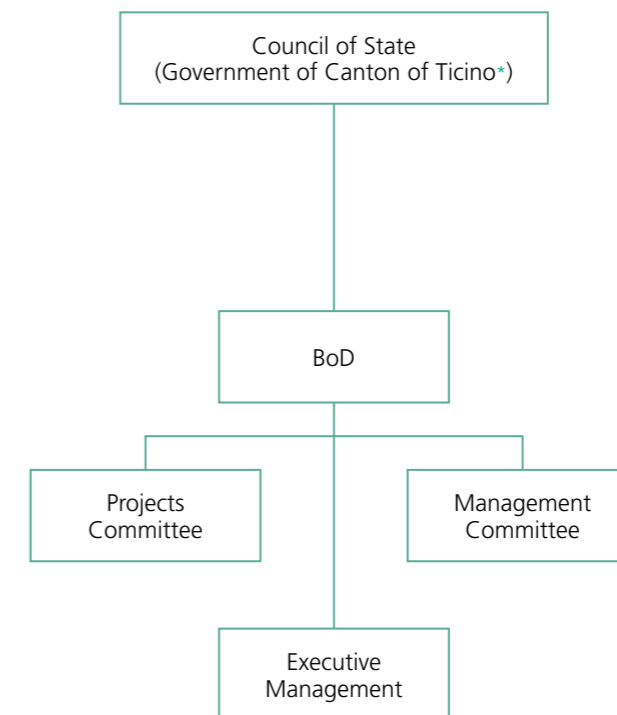 Council of State
(Government of Canton of Ticino*)
BoD
Projects
Committee
Management
Committee
Executive
Management